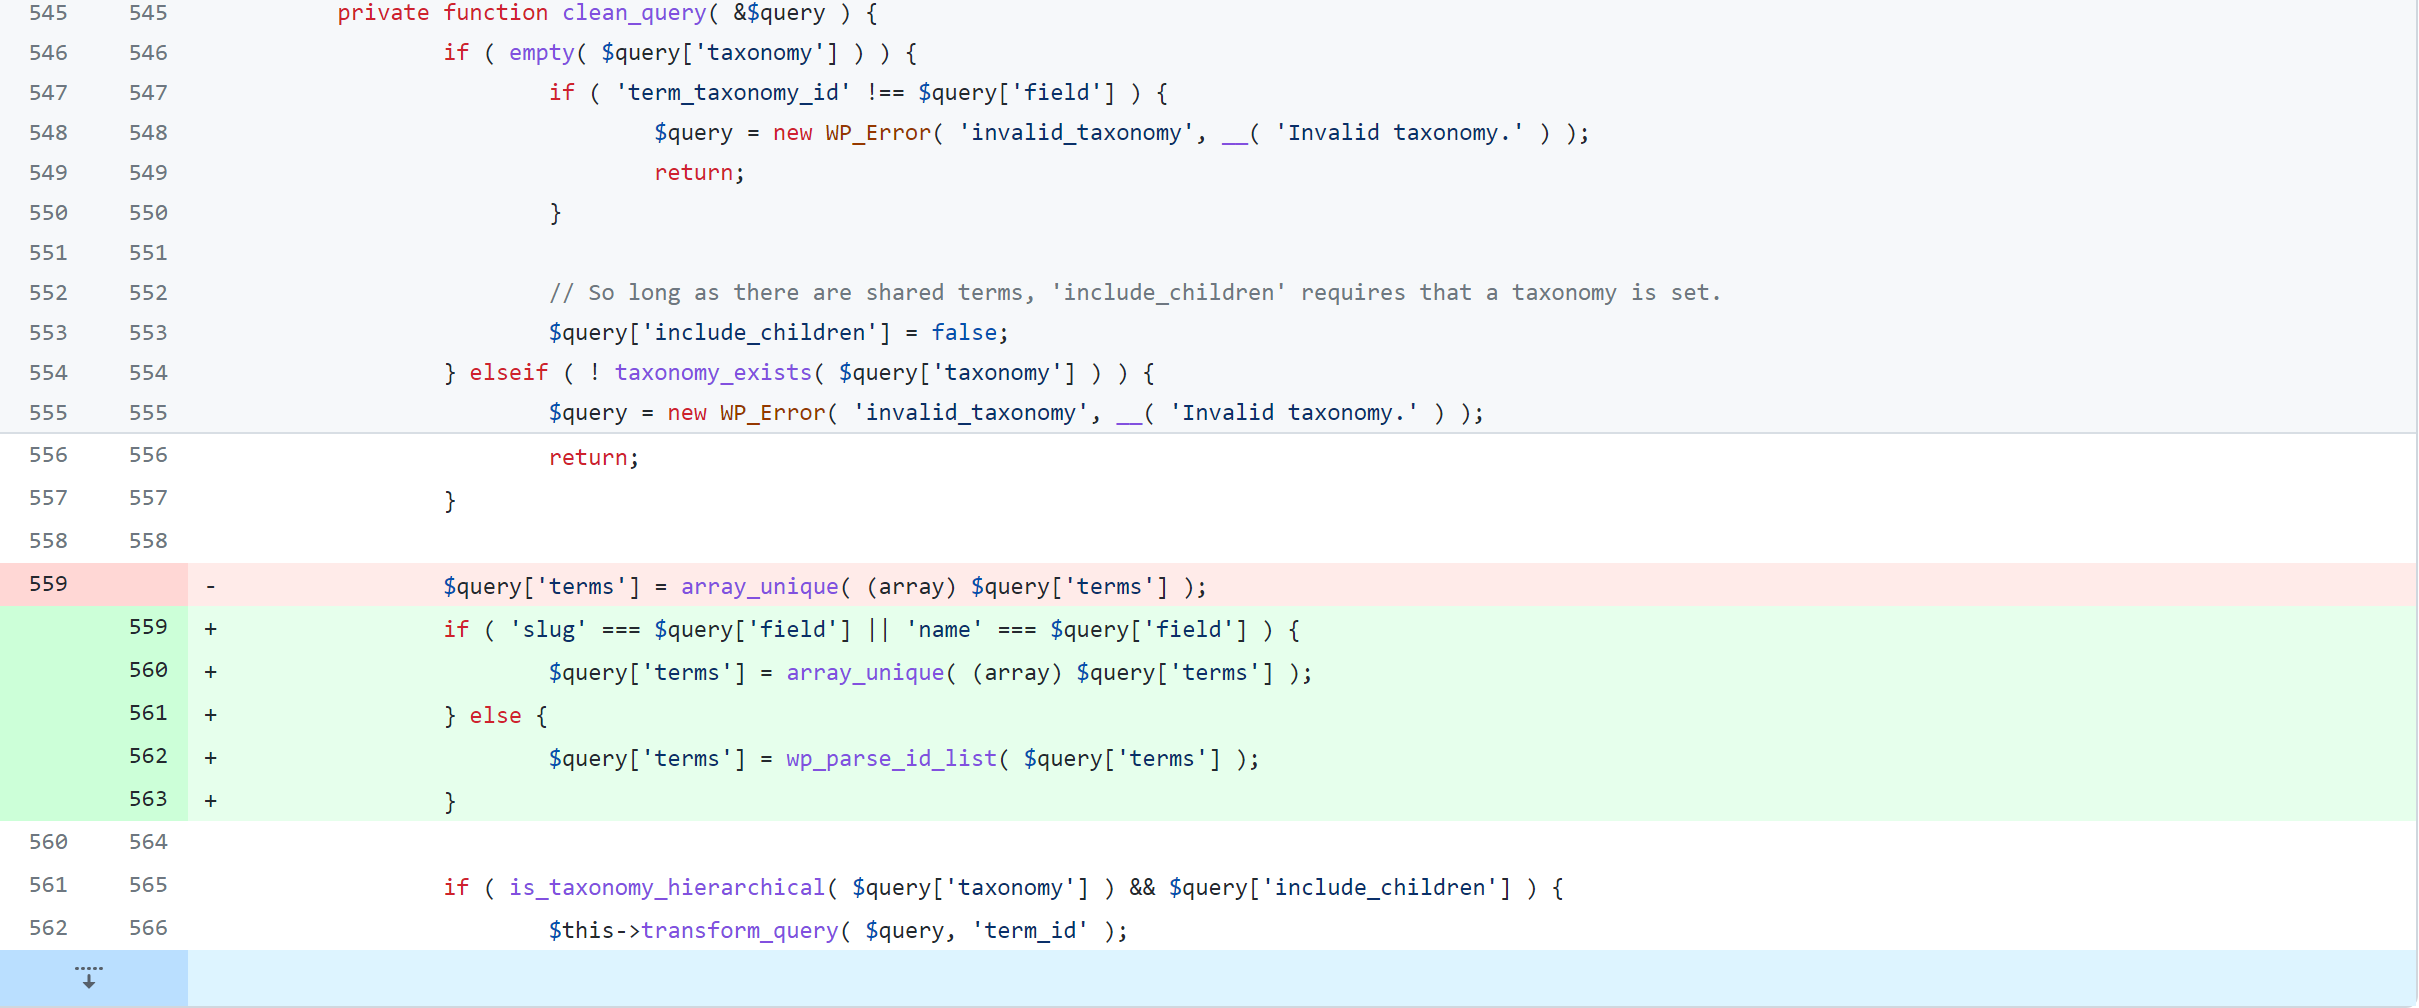 545 545 private function clean_query( &$query ) {
546 546 if ( empty( $query['taxonomy'] ) ) {
547 547 if ( 'term_taxonomy_id' !== $query['field'] ) {
548 548 $query = new WP_Error( 'invalid_taxonomy', __( 'Invalid taxonomy.' ) );
549 549 return;
550 550 }
551 551
552 552 // So long as there are shared terms, 'include_children' requires that a taxonomy is set.
553 553 $query['include_children'] = false;
554 554 } elseif ( ! taxonomy_exists( $query['taxonomy'] ) ) {
555 555 $query = new WP_Error( 'invalid_taxonomy', __( 'Invalid taxonomy.' ) );
556 556 return;
557 557 }
558 558
559 - $query['terms'] = array_unique( (array) $query['terms'] );
559 + if ( 'slug' === $query['field'] || 'name' === $query['field'] ) {
560 + $query['terms'] = array_unique( (array) $query['terms'] );
561 + } else {
562 + $query['terms'] = wp_parse_id_list( $query['terms'] );
563 + }
560 564
561 565 if ( is_taxonomy_hierarchical( $query['taxonomy'] ) && $query['include_children'] ) {
562 566 $this->transform_query( $query, 'term_id' );